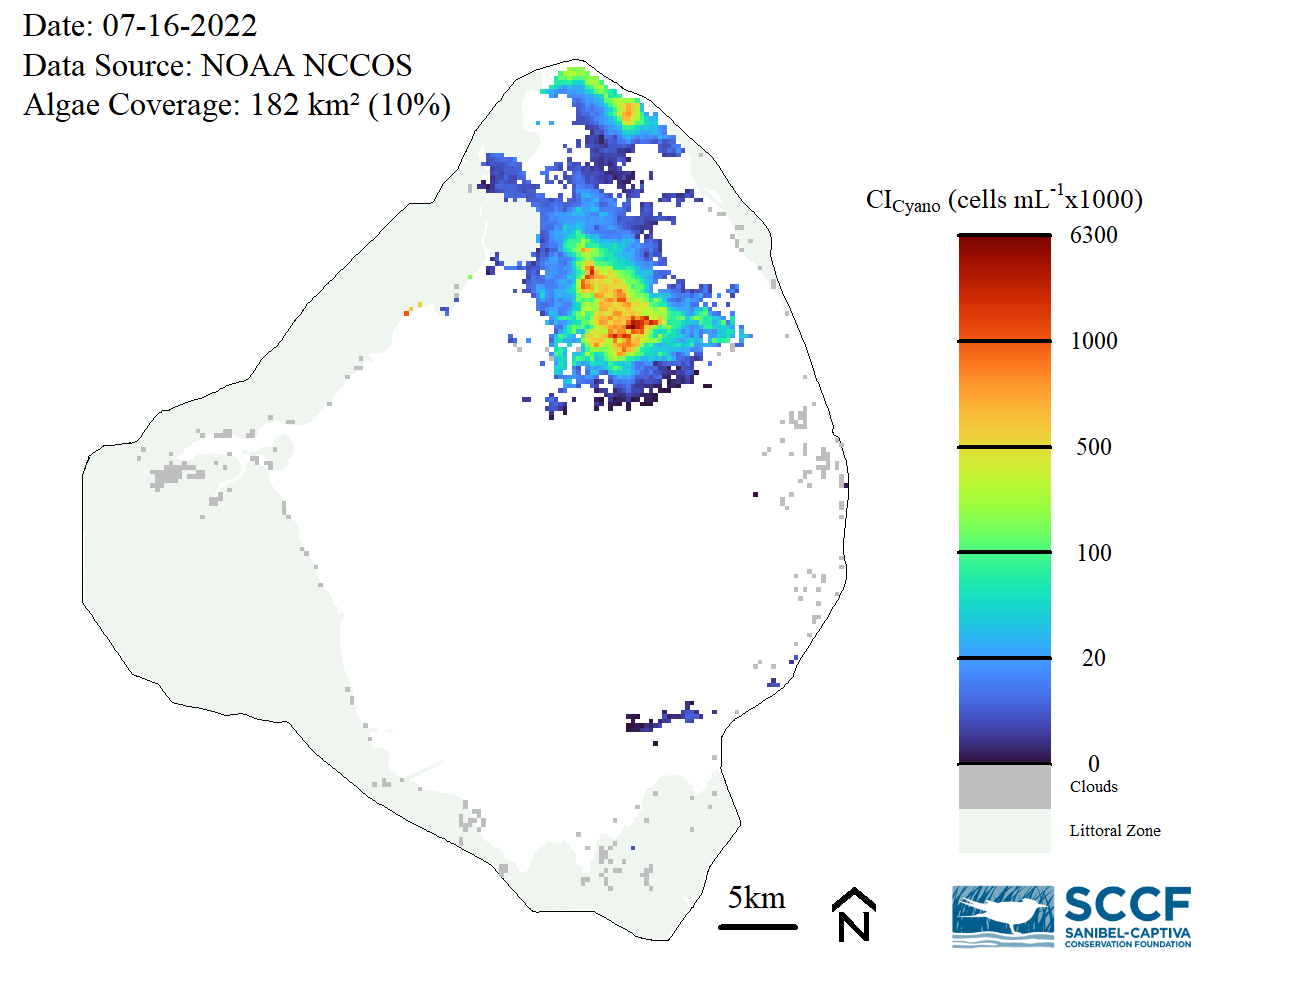 Date: 07-16-2022
Data Source: NOAA NCCOS
Algae Coverage: 182 km² (10%)
CICyano (cells mL-1x1000)
6300
1000
500
100
20
0
Clouds
Littoral Zone
5km
N
SCCF
SANIBEL-CAPTIVA
CONSERVATION FOUNDATION